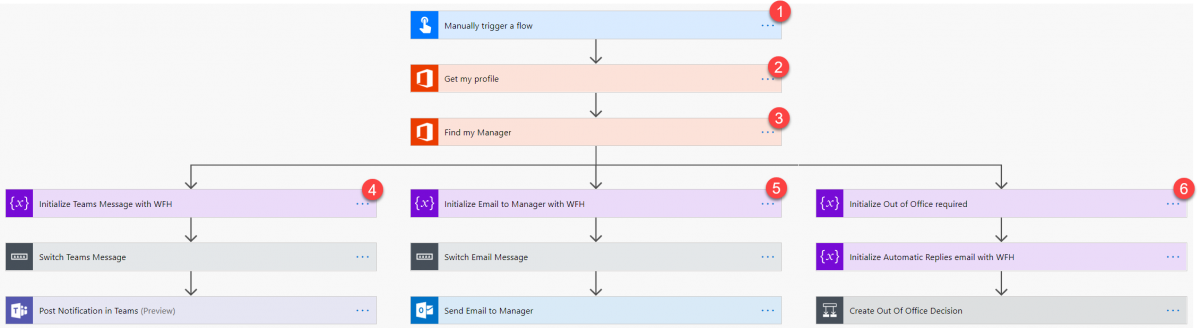 Manually trigger a flow ... 1
Get my profile ... 2
Find my Manager ... 3
{x} Initialize Teams Message with WFH ... 4
{x} Initialize Email to Manager with WFH ... 5
{x} Initialize Out of Office required ... 6
Switch Teams Message ...
Switch Email Message ...
{x} Initialize Automatic Replies email with WFH ...
Post Notification in Teams (Preview) ...
Send Email to Manager ...
Create Out Of Office Decision ...